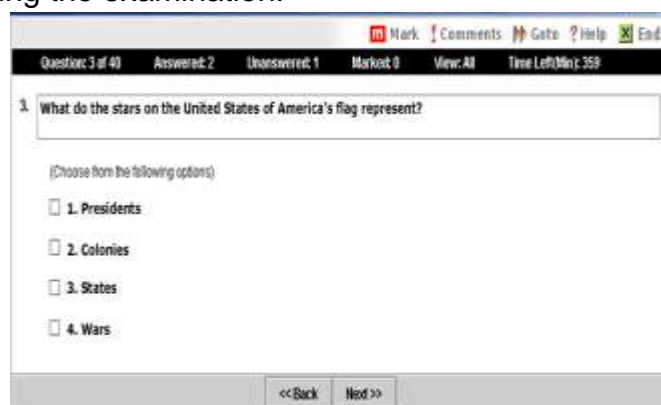 ng the examination.
m Mark ! Comments Goto ? Help X End
Question: 3 of 40 Answered: 2 Unanswered: 1 Marked: 0 View: All Time Left(Min): 359
3. What do the stars on the United States of America's flag represent?
(Choose from the following options)
1. Presidents
2. Colonies
3. States
4. Wars
<< Back Next >>